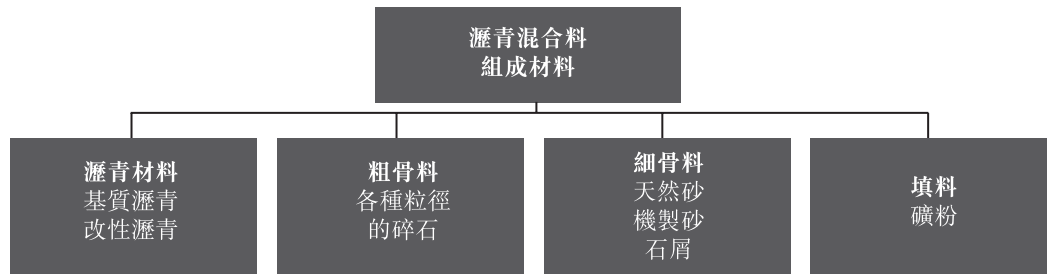 瀝青混合料
組成材料
瀝青材料
基質瀝青
改性瀝青
粗骨料
各種粒徑
的碎石
細骨料
天然砂
機製砂
石屑
填料
礦粉